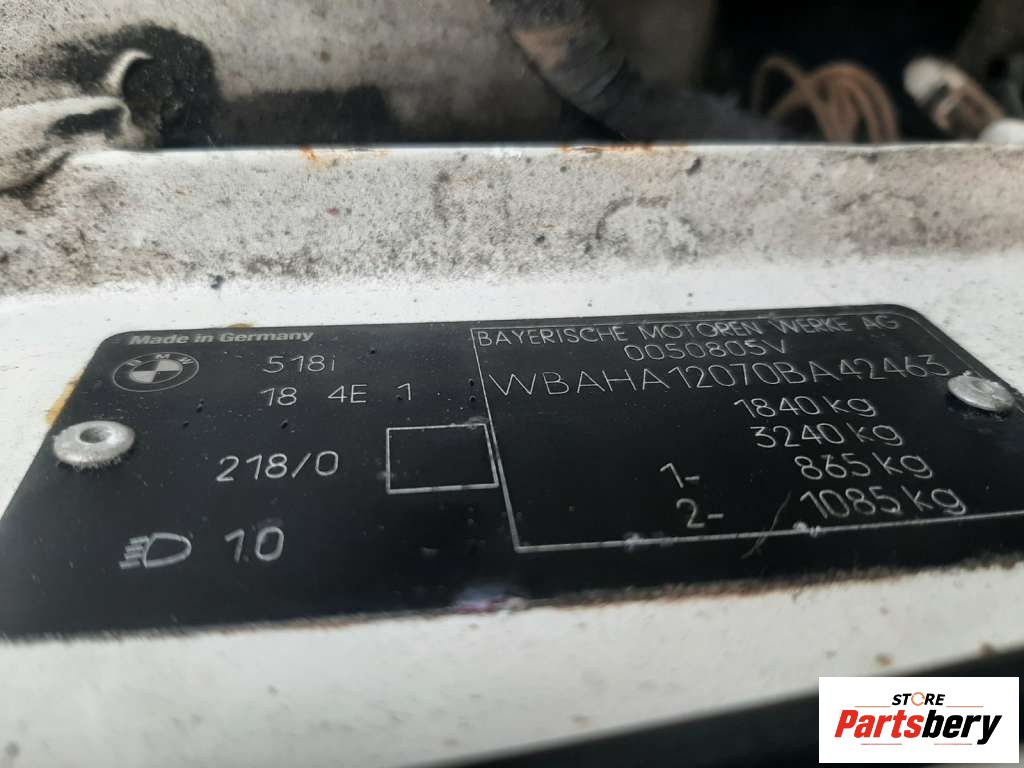 Made in Germany
BMW
518i
18 4E 1
218/0
10
BAYERISCHE MOTOREN WERKE AG
0050805V
WBAHA12070BA42463
1840 kg
3240 kg
1- 865 kg
2- 1085 kg
STORE
Partsbery